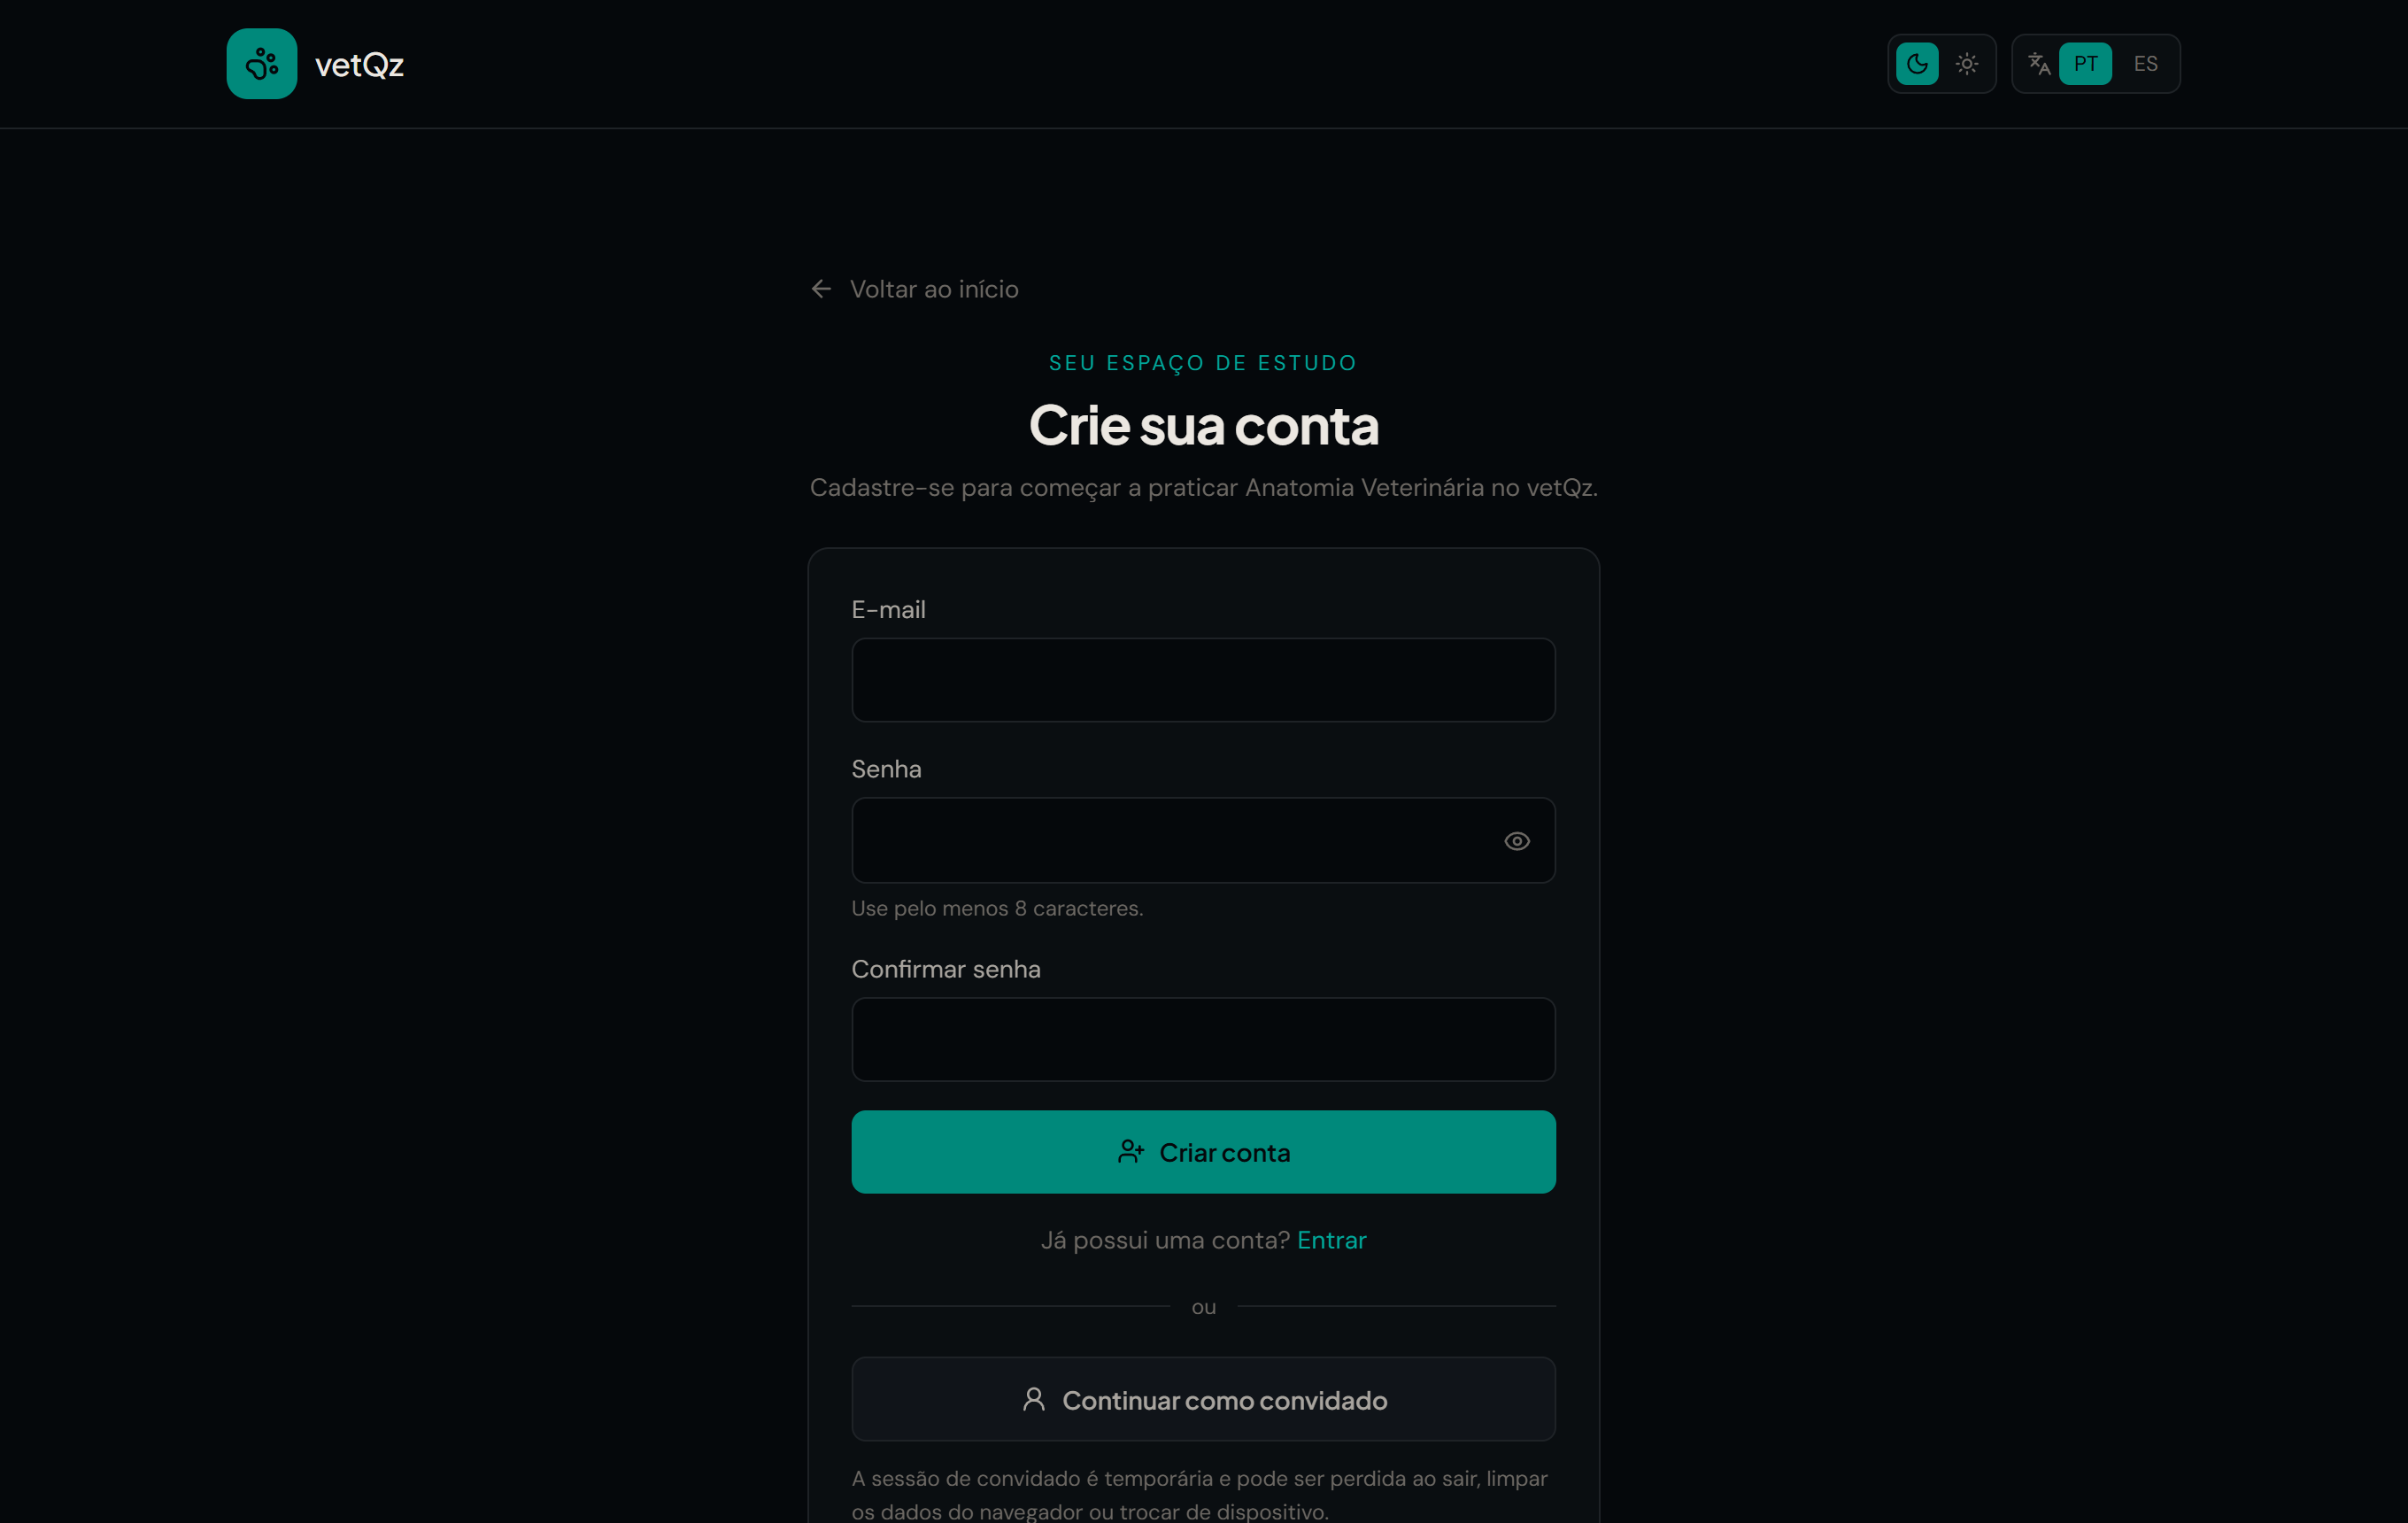 vetQz
PT
ES
Voltar ao início
SEU ESPAÇO DE ESTUDO
Crie sua conta
Cadastre-se para começar a praticar Anatomia Veterinária no vetQz.
E-mail
Senha
Use pelo menos 8 caracteres.
Confirmar senha
Criar conta
Já possui uma conta? Entrar
ou
Continuar como convidado
A sessão de convidado é temporária e pode ser perdida ao sair, limpar
os dados do navegador ou trocar de dispositivo.